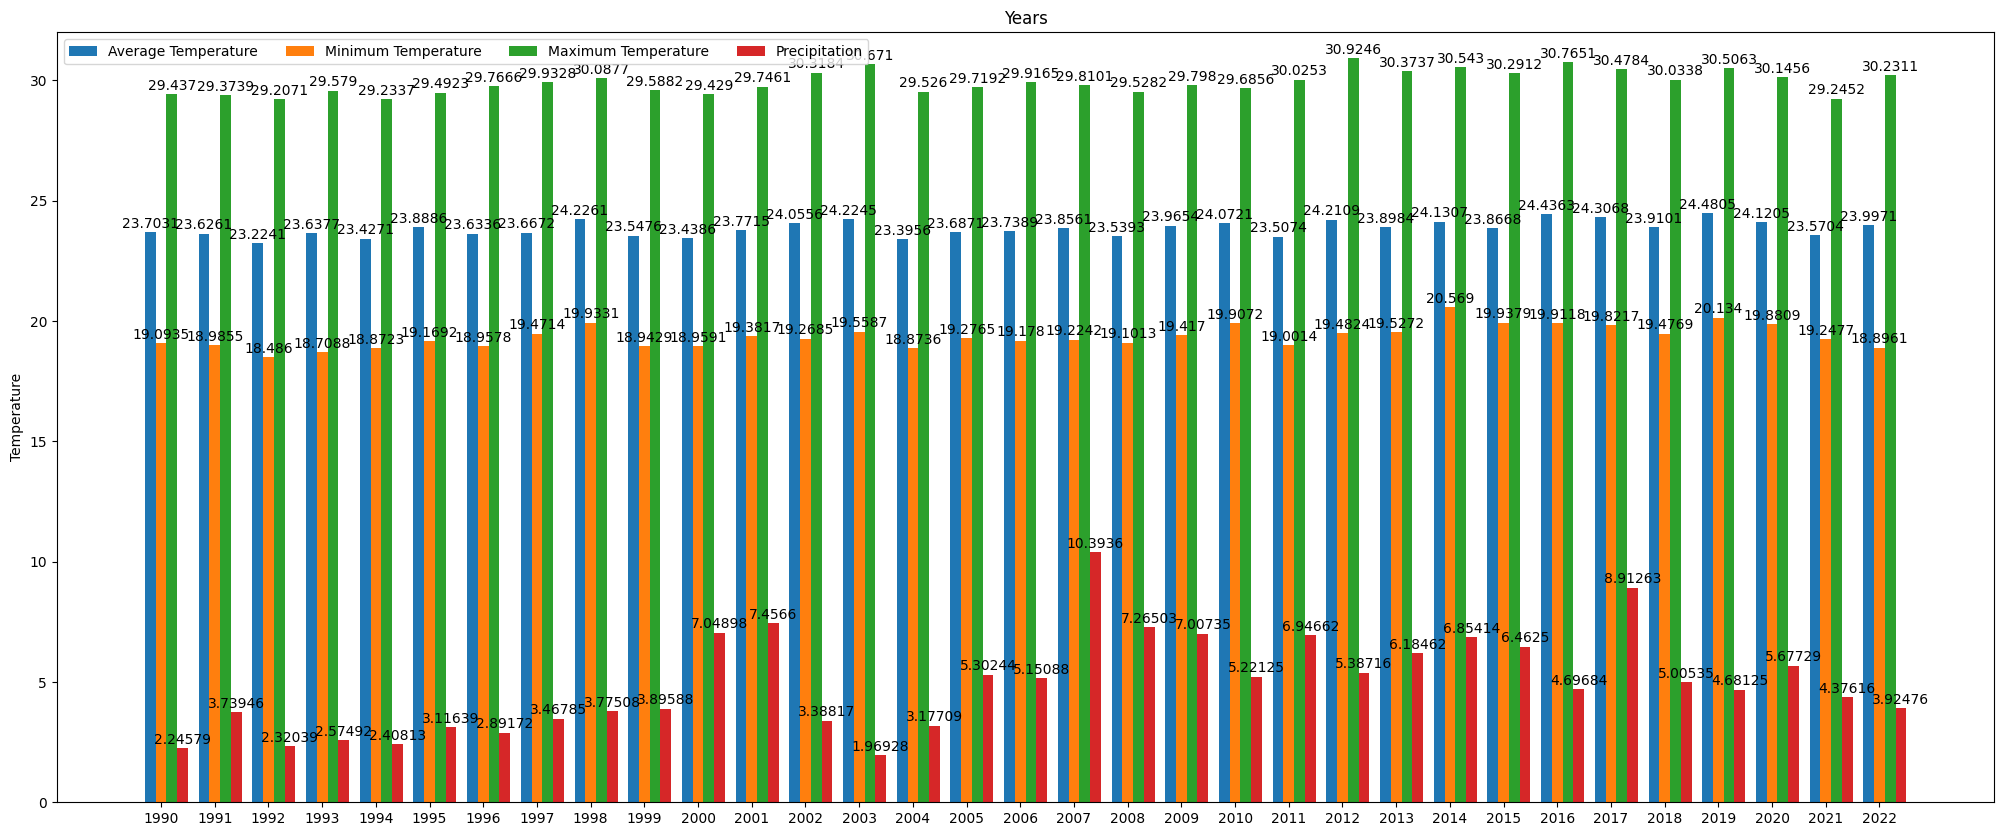 Years
Average Temperature Minimum Temperature Maximum Temperature Precipitation
Temperature
30
25
20
15
10
5
0
29.437 29.3739 29.2071 29.579 29.2337 29.4923 29.7666 29.9328 30.0877 29.5882 29.429 29.7461 30.3184 30.671 29.526 29.7192 29.9165 29.8101 29.5282 29.798 29.6856 30.0253 30.9246 30.3737 30.543 30.2912 30.7651 30.4784 30.0338 30.5063 30.1456 29.2452 30.2311
23.7031 23.6261 23.2241 23.6377 23.4271 23.8886 23.6336 23.6672 24.2261 23.5476 23.4386 23.7715 24.0556 24.2245 23.3956 23.6871 23.7389 23.8561 23.5393 23.9654 24.0721 23.5074 24.2109 23.8984 24.1307 23.8668 24.4363 24.3068 23.9101 24.4805 24.1205 23.5704 23.9971
19.0935 18.9855 18.486 18.7088 18.8723 19.1692 18.9578 19.4714 19.9331 18.9429 18.9591 19.3817 19.2685 19.5587 18.8736 19.2765 19.178 19.2242 19.1013 19.417 19.9072 19.0014 19.4824 19.5272 20.569 19.9379 19.9118 19.8217 19.4769 20.134 19.8809 19.2477 18.8961
2.24579 3.73946 2.32039 2.57492 2.40813 3.11639 2.89172 3.46785 3.77508 3.89588 7.04898 7.4566 3.38817 1.96928 3.17709 5.30244 5.15088 10.3936 7.26503 7.00735 5.22125 6.94662 5.38716 6.18462 6.85414 6.4625 4.69684 8.91263 5.00535 4.68125 5.67729 4.37616 3.92476
1990 1991 1992 1993 1994 1995 1996 1997 1998 1999 2000 2001 2002 2003 2004 2005 2006 2007 2008 2009 2010 2011 2012 2013 2014 2015 2016 2017 2018 2019 2020 2021 2022